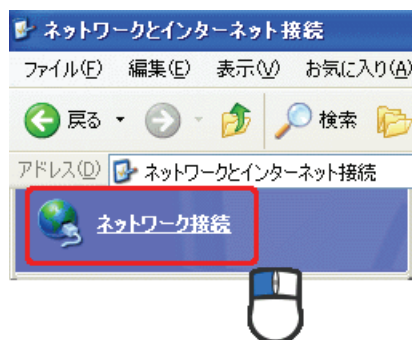 ネットワークとインターネット接続
ファイル(F) 編集(E) 表示(V) お気に入り(A)
戻る 検索
アドレス(D) ネットワークとインターネット接続
ネットワーク接続